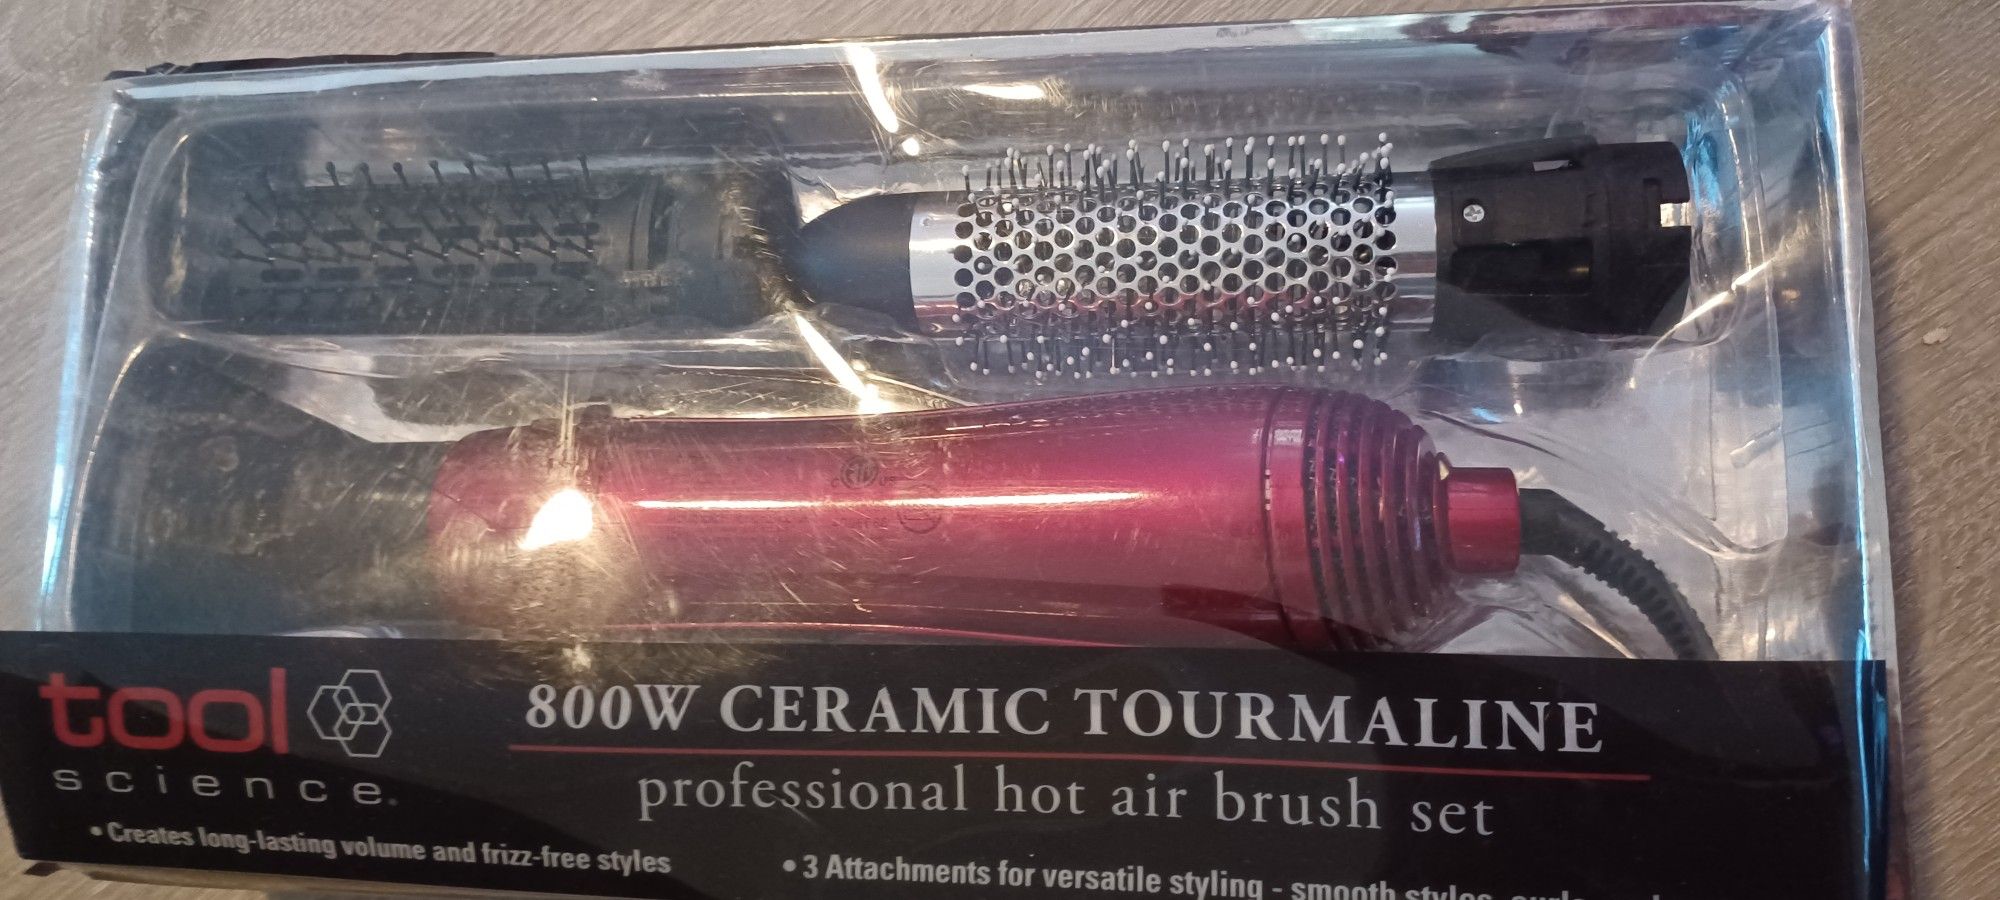 tool
science.
800W CERAMIC TOURMALINE
professional hot air brush set
• Creates long-lasting volume and frizz-free styles
• 3 Attachments for versatile styling - smooth styles,